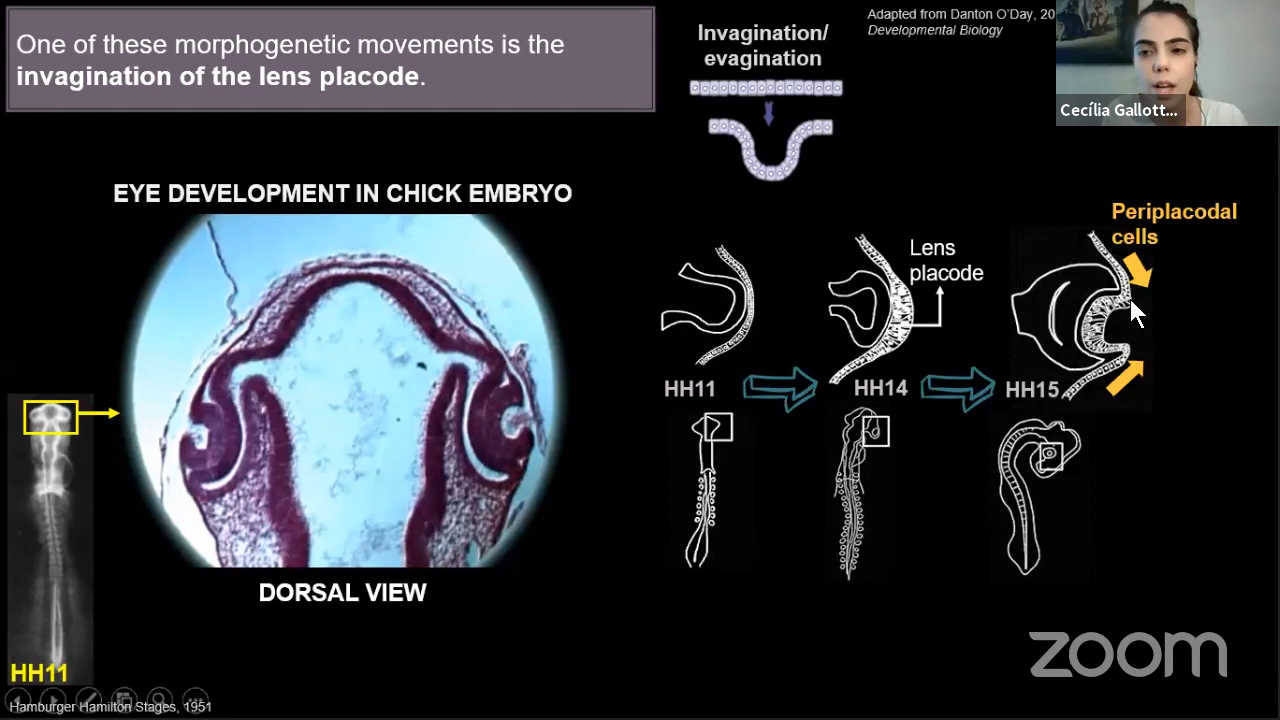 One of these morphogenetic movements is the
invagination of the lens placode.
Invagination/
evagination
Adapted from Danton O'Day, 20
Developmental Biology
Cecília Gallott...
EYE DEVELOPMENT IN CHICK EMBRYO
Periplacodal
cells
Lens
placode
HH11
HH14
HH15
DORSAL VIEW
HH11
Hamburger Hamilton Stages, 1951
zoom